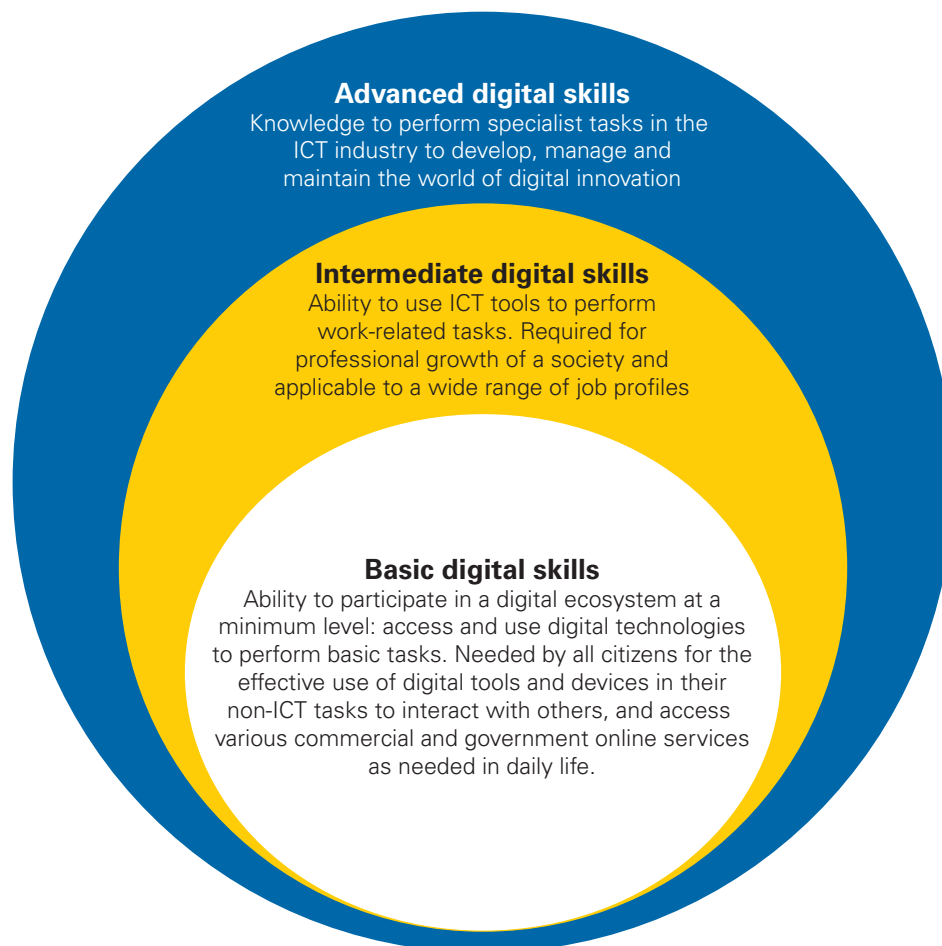 Advanced digital skills
Knowledge to perform specialist tasks in the
ICT industry to develop, manage and
maintain the world of digital innovation
Intermediate digital skills
Ability to use ICT tools to perform
work-related tasks. Required for
professional growth of a society and
applicable to a wide range of job profiles
Basic digital skills
Ability to participate in a digital ecosystem at a
minimum level: access and use digital technologies
to perform basic tasks. Needed by all citizens for the
effective use of digital tools and devices in their
non-ICT tasks to interact with others, and access
various commercial and government online services
as needed in daily life.